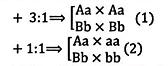 + 3:1⟹[Aa × Aa (1)
Bb × Bb
+ 1:1⟹[Aa × aa (2)
Bb × bb